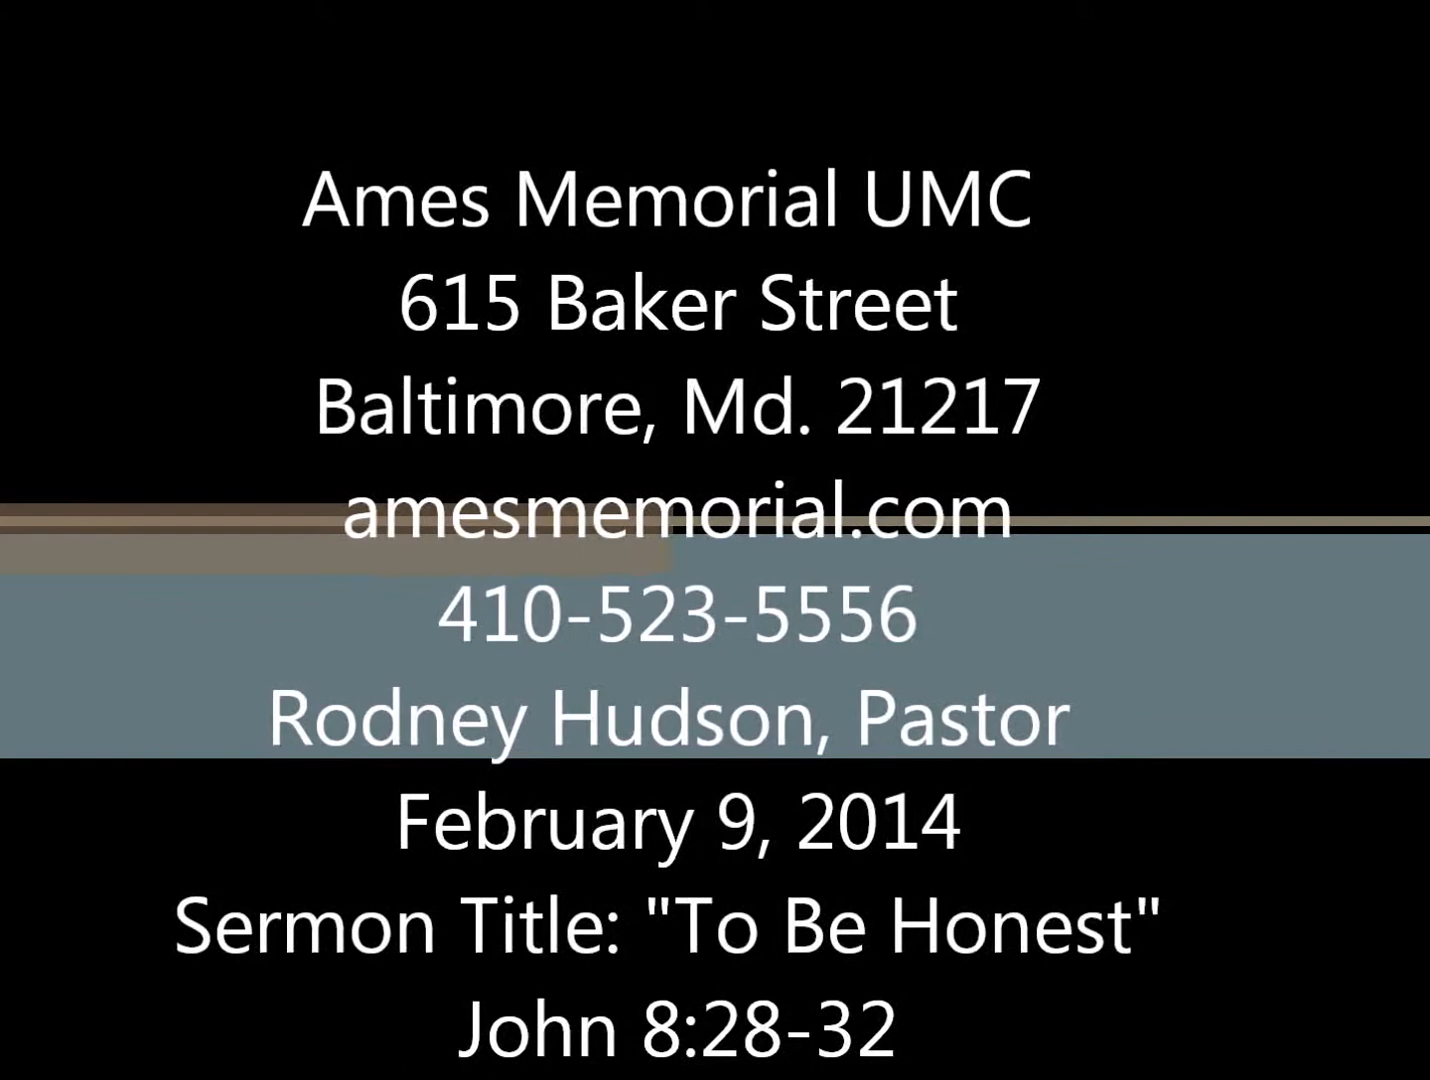 Ames Memorial UMC
615 Baker Street
Baltimore, Md. 21217
amesmemorial.com
410-523-5556
Rodney Hudson, Pastor
February 9, 2014
Sermon Title: "To Be Honest"
John 8:28-32